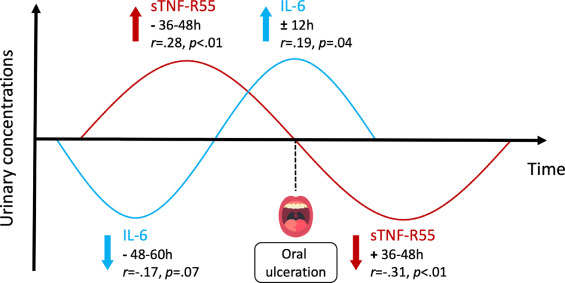 sTNF-R55
- 36-48h
r=.28, p<.01
IL-6
± 12h
r=.19, p=.04
Urinary concentrations
Time
IL-6
- 48-60h
r=-.17, p=.07
Oral
ulceration
sTNF-R55
+ 36-48h
r=-.31, p<.01